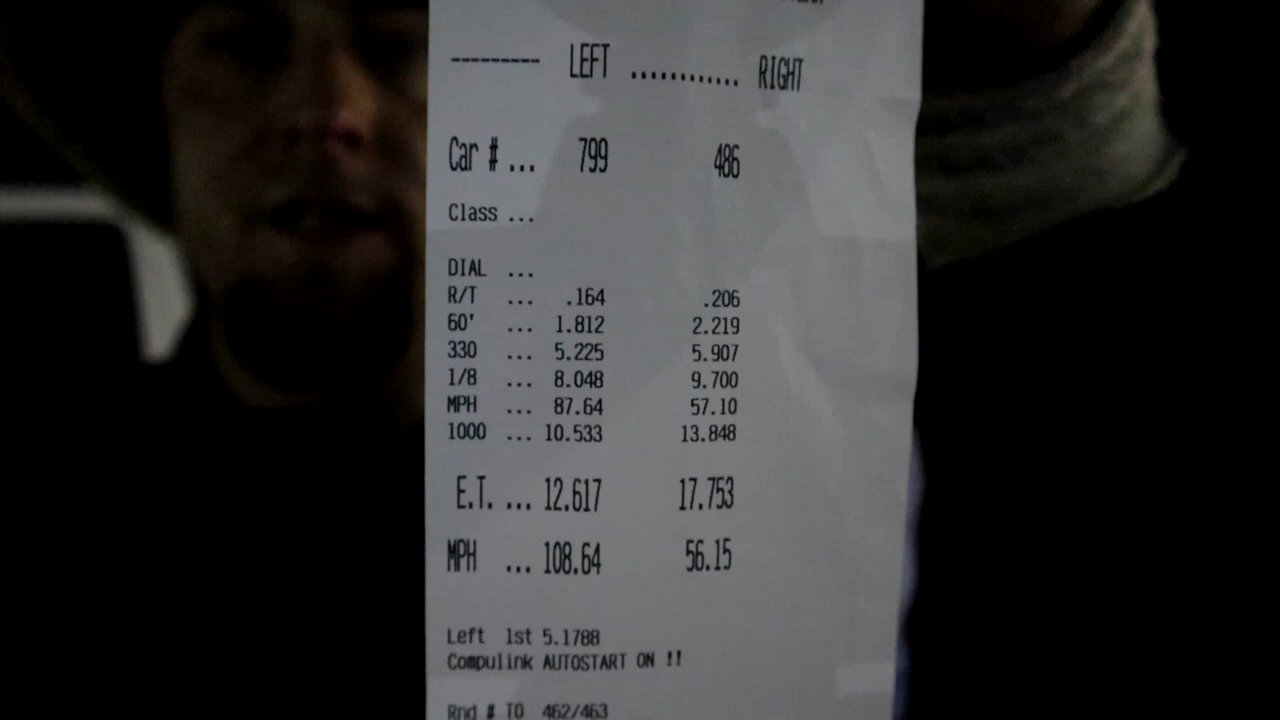 --------- LEFT ............ RIGHT
Car # ... 799 486
Class ...
DIAL ...
R/T ... .164 .206
60' ... 1.812 2.219
330 ... 5.225 5.907
1/8 ... 8.048 9.700
MPH ... 87.64 57.10
1000 ... 10.533 13.848
E.T. ... 12.617 17.753
MPH ... 108.64 56.15
Left 1st 5.1788
Compulink AUTOSTART ON !!
Rnd # TO 462/463